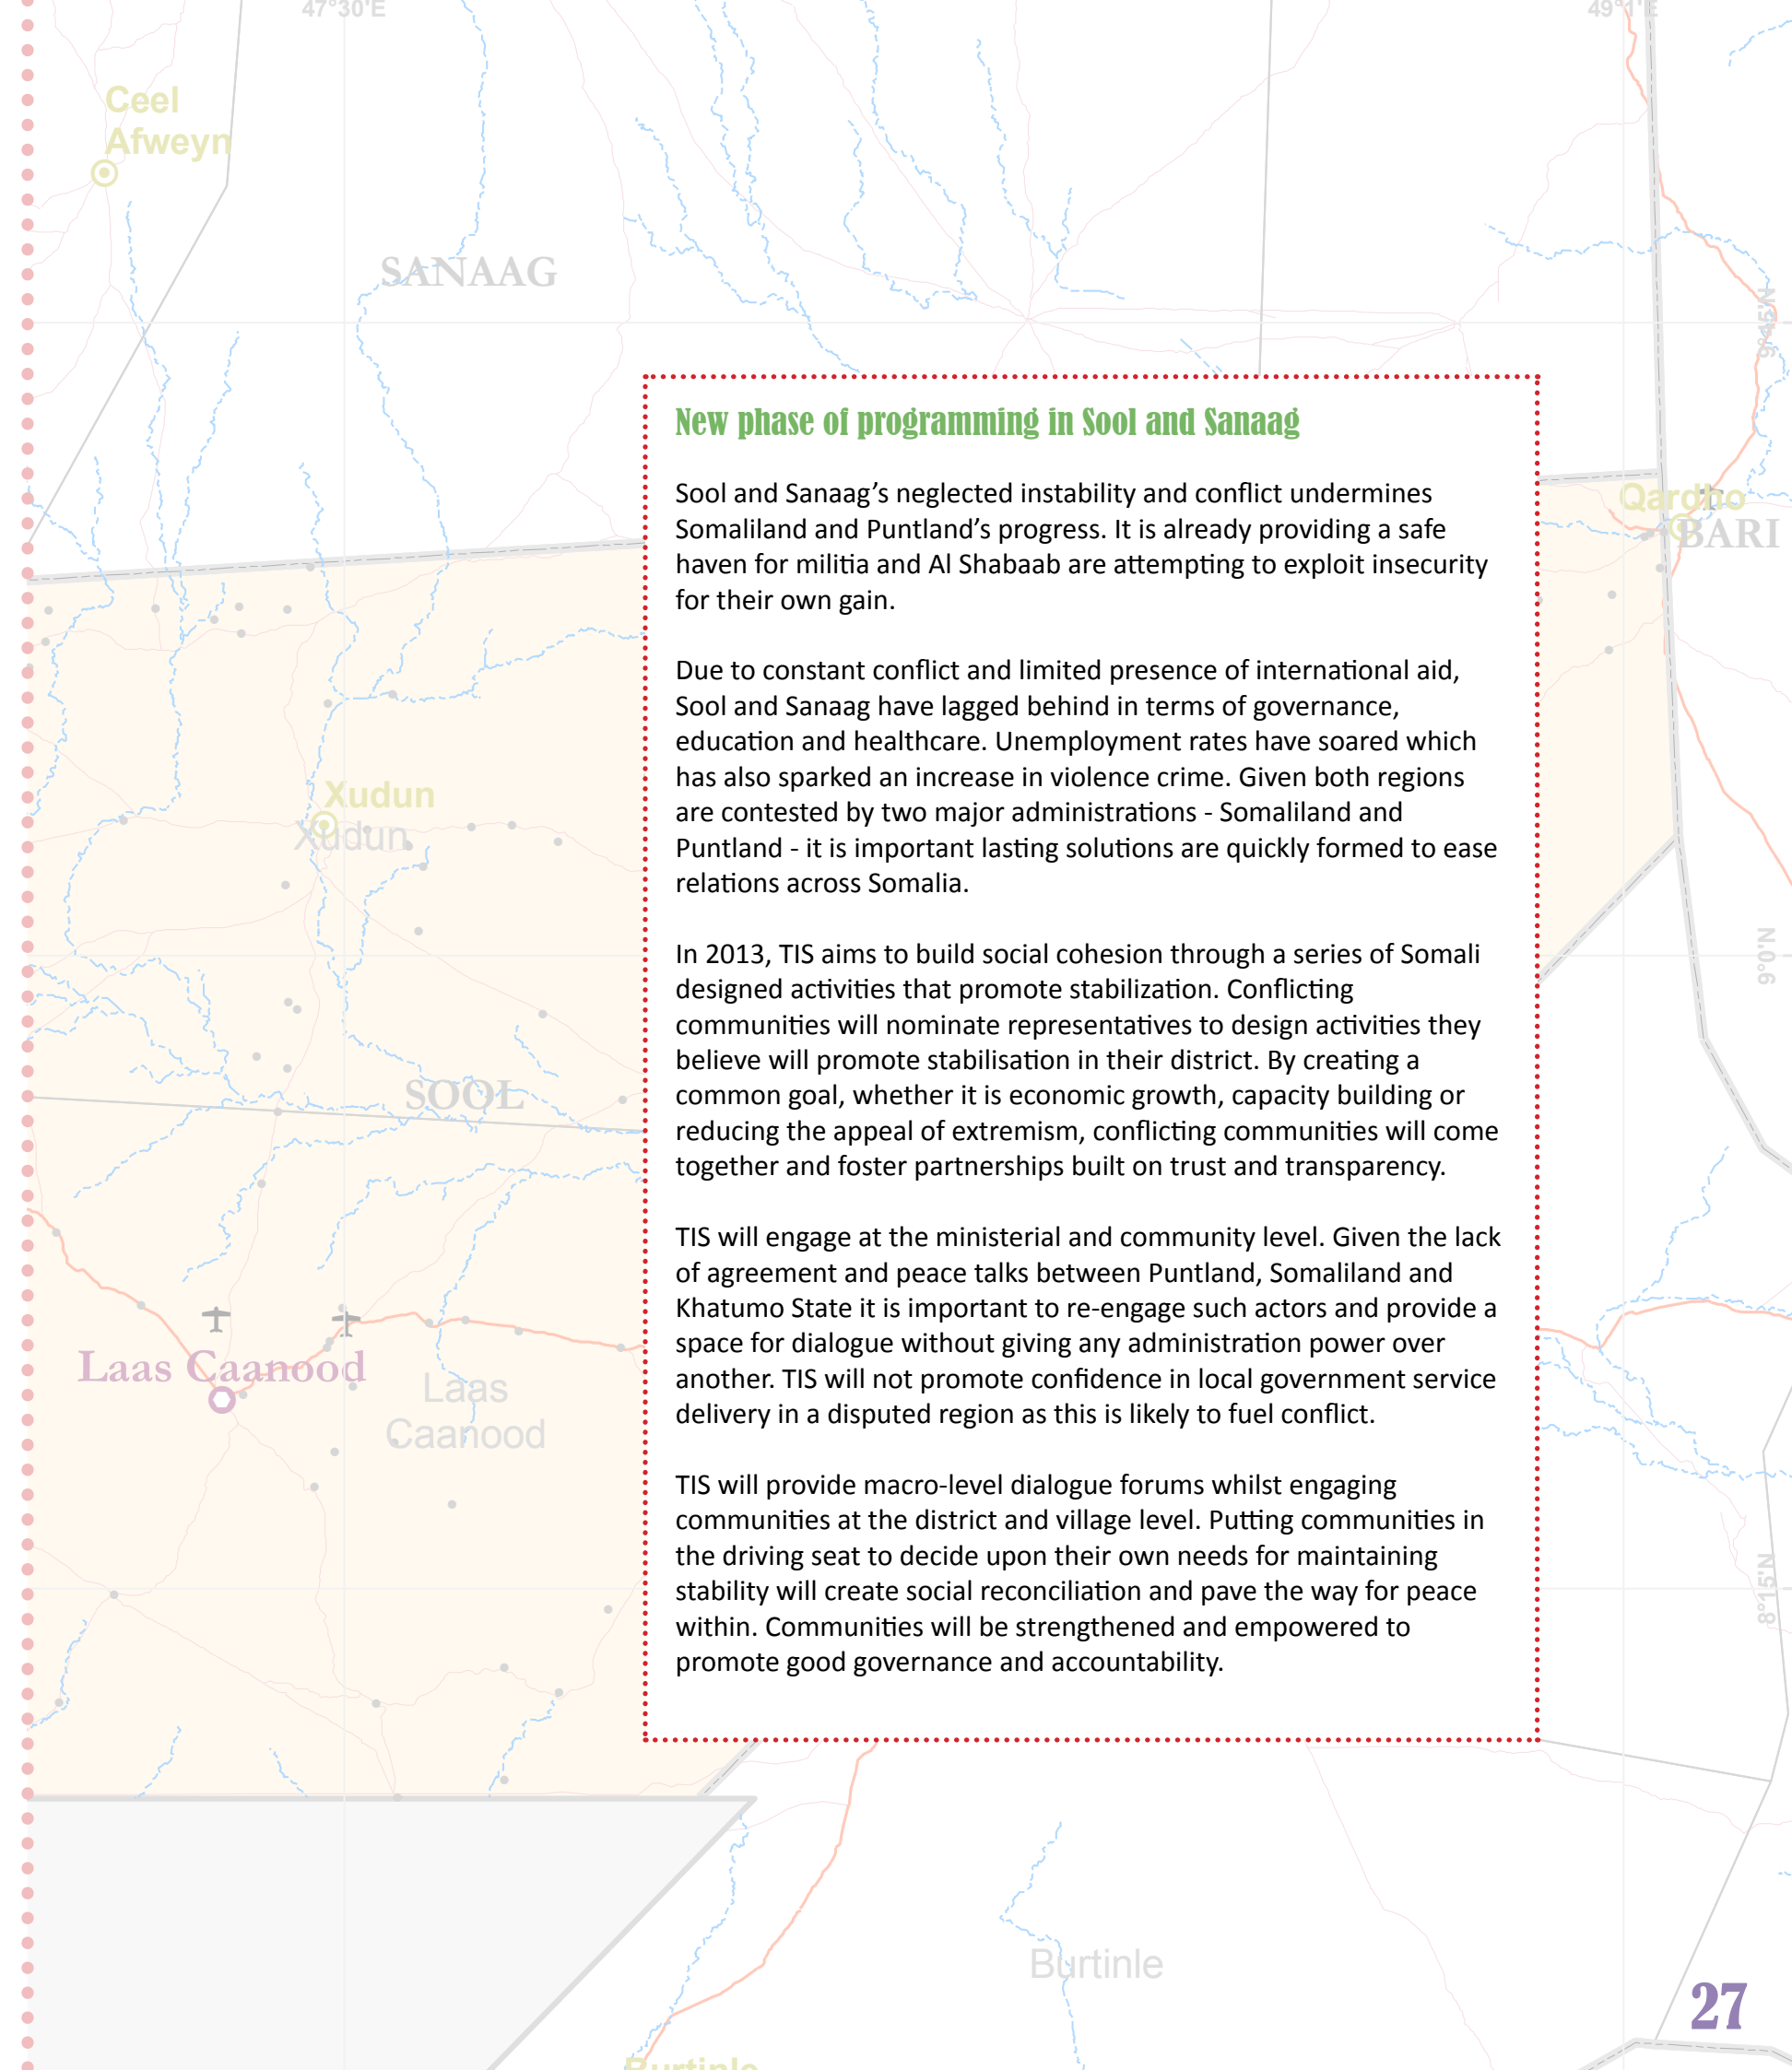 47°30'E
49°1'E
Ceel
Afweyn
SANAAG
9°45'N
New phase of programming in Sool and Sanaag
Sool and Sanaag’s neglected instability and conflict undermines
Somaliland and Puntland’s progress. It is already providing a safe
haven for militia and Al Shabaab are attempting to exploit insecurity
for their own gain.
Due to constant conflict and limited presence of international aid,
Sool and Sanaag have lagged behind in terms of governance,
education and healthcare. Unemployment rates have soared which
has also sparked an increase in violence crime. Given both regions
are contested by two major administrations - Somaliland and
Puntland - it is important lasting solutions are quickly formed to ease
relations across Somalia.
In 2013, TIS aims to build social cohesion through a series of Somali
designed activities that promote stabilization. Conflicting
communities will nominate representatives to design activities they
believe will promote stabilisation in their district. By creating a
common goal, whether it is economic growth, capacity building or
reducing the appeal of extremism, conflicting communities will come
together and foster partnerships built on trust and transparency.
TIS will engage at the ministerial and community level. Given the lack
of agreement and peace talks between Puntland, Somaliland and
Khatumo State it is important to re-engage such actors and provide a
space for dialogue without giving any administration power over
another. TIS will not promote confidence in local government service
delivery in a disputed region as this is likely to fuel conflict.
TIS will provide macro-level dialogue forums whilst engaging
communities at the district and village level. Putting communities in
the driving seat to decide upon their own needs for maintaining
stability will create social reconciliation and pave the way for peace
within. Communities will be strengthened and empowered to
promote good governance and accountability.
Qardho
BARI
Xudun
Xudun
9°0'N
SOOL
Laas Caanood
Laas
Caanood
8°15'N
Burtinle
Burtinle
27